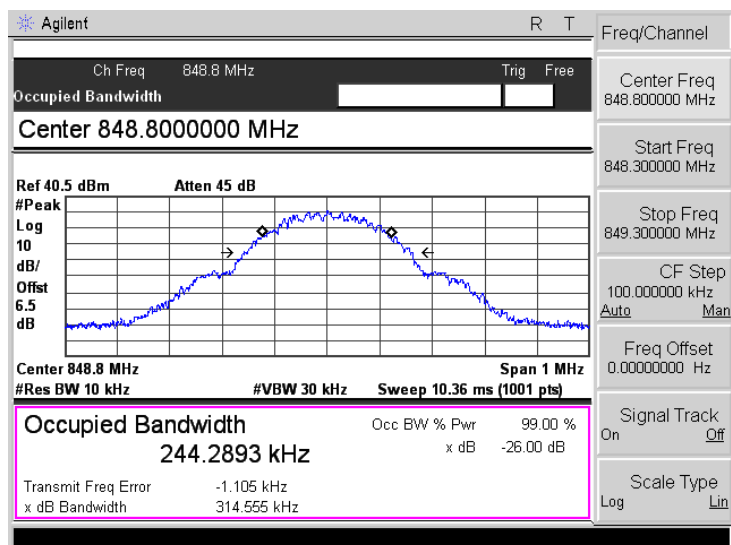 Agilent R T
Ch Freq 848.8 MHz Trig Free
Occupied Bandwidth
Center 848.8000000 MHz
Ref 40.5 dBm Atten 45 dB
#Peak
Log
10
dB/
Offst
6.5
dB
Center 848.8 MHz Span 1 MHz
#Res BW 10 kHz #VBW 30 kHz Sweep 10.36 ms (1001 pts)
Occupied Bandwidth
244.2893 kHz
Occ BW % Pwr 99.00 %
x dB -26.00 dB
Transmit Freq Error -1.105 kHz
x dB Bandwidth 314.555 kHz
Freq/Channel
Center Freq
848.800000 MHz
Start Freq
848.300000 MHz
Stop Freq
849.300000 MHz
CF Step
100.000000 kHz
Auto Man
Freq Offset
0.00000000 Hz
Signal Track
On Off
Scale Type
Log Lin